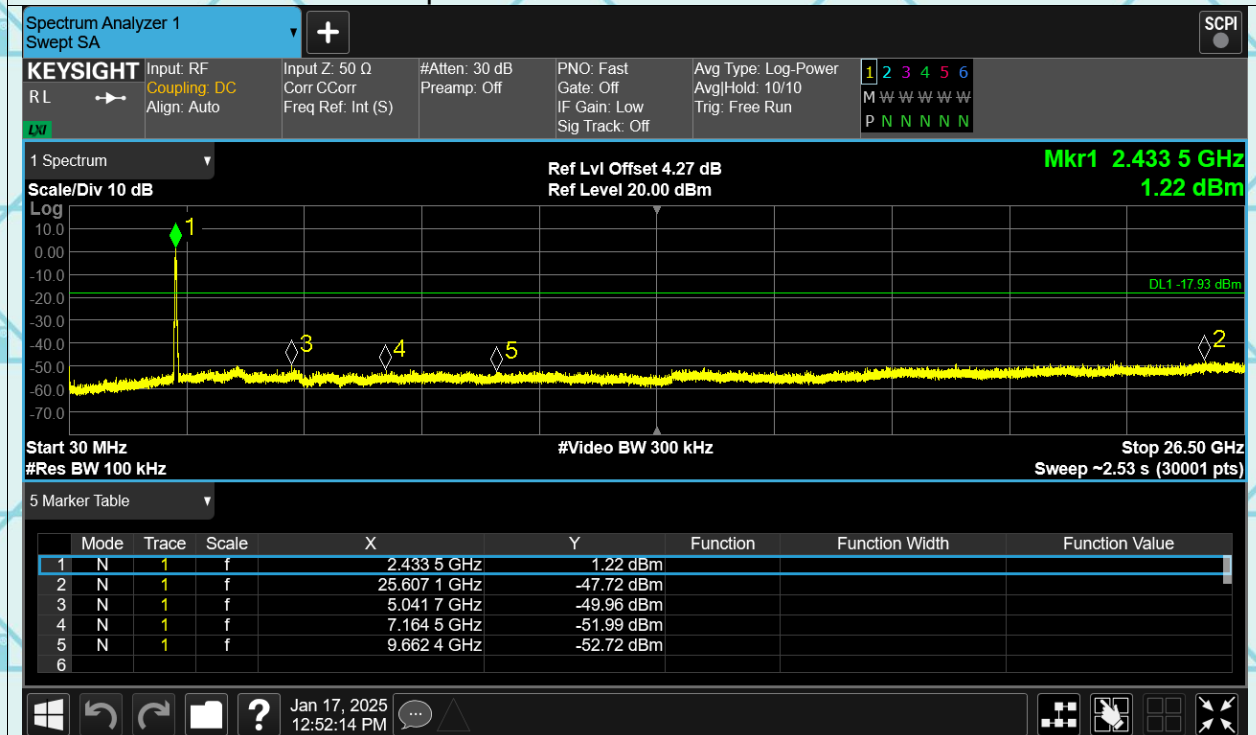 Spectrum Analyzer 1
Swept SA
+
SCPI
KEYSIGHT
RL
LXI
Input: RF
Coupling: DC
Align: Auto
Input Z: 50 Ω
Corr CCorr
Freq Ref: Int (S)
#Atten: 30 dB
Preamp: Off
PNO: Fast
Gate: Off
IF Gain: Low
Sig Track: Off
Avg Type: Log-Power
Avg|Hold: 10/10
Trig: Free Run
1 2 3 4 5 6
M W W W W W
P N N N N N
1 Spectrum
Scale/Div 10 dB
Ref Lvl Offset 4.27 dB
Ref Level 20.00 dBm
Mkr1 2.433 5 GHz
1.22 dBm
Log
10.0
0.00
-10.0
-20.0
-30.0
-40.0
-50.0
-60.0
-70.0
1
DL1 -17.93 dBm
3
4
5
2
Start 30 MHz
#Video BW 300 kHz
Stop 26.50 GHz
#Res BW 100 kHz
Sweep ~2.53 s (30001 pts)
5 Marker Table
Mode Trace Scale X Y Function Function Width Function Value
1 N 1 f 2.433 5 GHz 1.22 dBm
2 N 1 f 25.607 1 GHz -47.72 dBm
3 N 1 f 5.041 7 GHz -49.96 dBm
4 N 1 f 7.164 5 GHz -51.99 dBm
5 N 1 f 9.662 4 GHz -52.72 dBm
6
?
Jan 17, 2025
12:52:14 PM